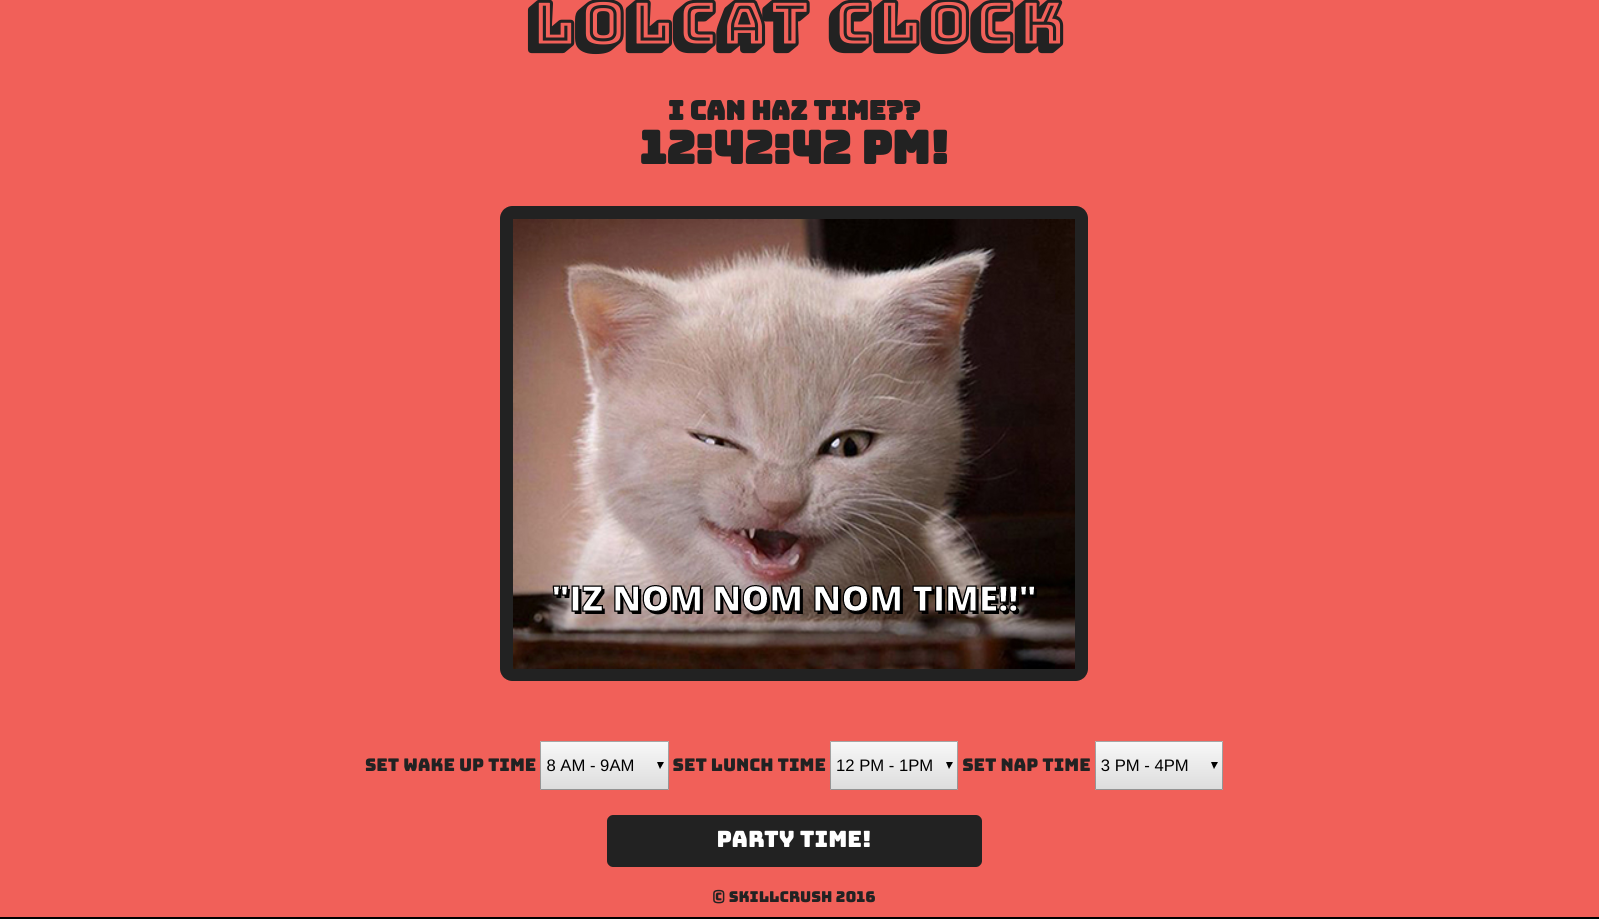 LOLCAT CLOCK
I CAN HAZ TIME??
12:42:42 PM!
"IZ NOM NOM NOM TIME!!"
SET WAKE UP TIME 8 AM - 9AM SET LUNCH TIME 12 PM - 1PM SET NAP TIME 3 PM - 4PM
PARTY TIME!
© SKILLCRUSH 2016